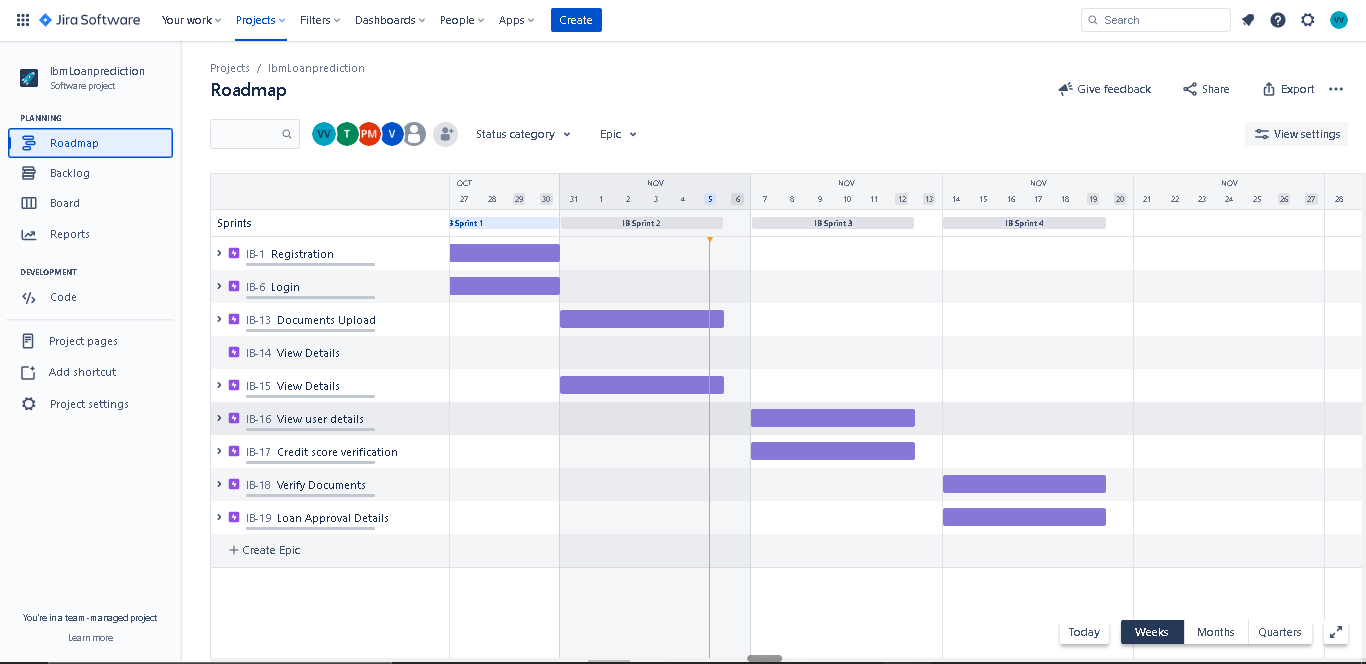 Jira Software Your work Projects Filters Dashboards People Apps Create Search VV
IbmLoanprediction
Software project
PLANNING
Roadmap
Backlog
Board
Reports
DEVELOPMENT
Code
Project pages
Add shortcut
Project settings
You're in a team-managed project
Learn more
Projects / IbmLoanprediction
Roadmap
Give feedback Share Export
VV T PM V Status category Epic View settings
OCT NOV NOV NOV NOV
27 28 29 30 31 1 2 3 4 5 6 7 8 9 10 11 12 13 14 15 16 17 18 19 20 21 22 23 24 25 26 27 28
Sprints Sprint 1 IB Sprint 2 IB Sprint 3 IB Sprint 4
IB-1 Registration
IB-6 Login
IB-13 Documents Upload
IB-14 View Details
IB-15 View Details
IB-16 View user details
IB-17 Credit score verification
IB-18 Verify Documents
IB-19 Loan Approval Details
+ Create Epic
Today Weeks Months Quarters